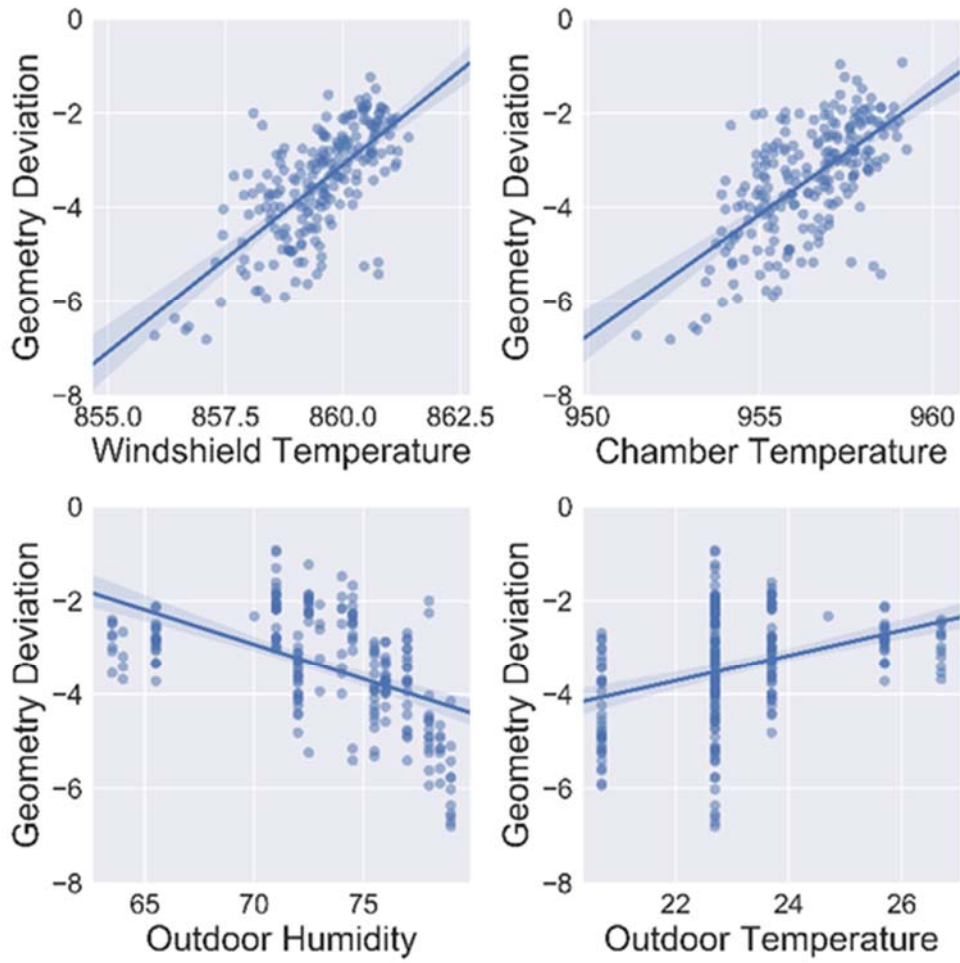 0
−2
−4
−6
−8
Geometry Deviation
855.0 857.5 860.0 862.5
Windshield Temperature
0
−2
−4
−6
−8
Geometry Deviation
950 955 960
Chamber Temperature
0
−2
−4
−6
−8
Geometry Deviation
65 70 75
Outdoor Humidity
0
−2
−4
−6
−8
Geometry Deviation
22 24 26
Outdoor Temperature